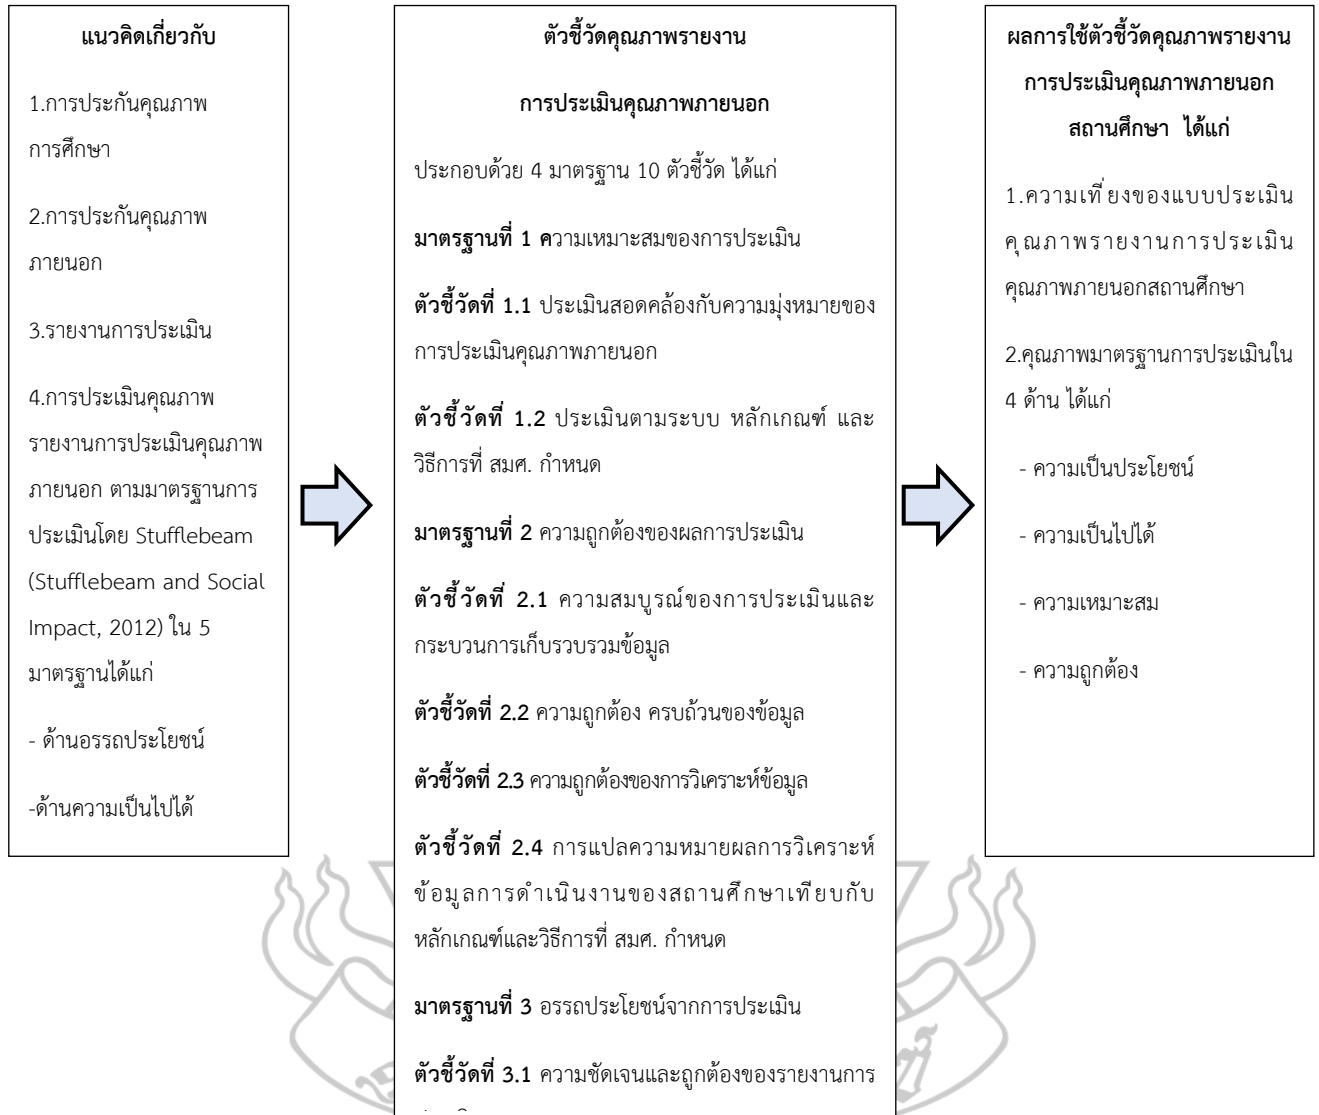 แนวคิดเกี่ยวกับ
1.การประกันคุณภาพ
การศึกษา
2.การประกันคุณภาพ
ภายนอก
3.รายงานการประเมิน
4.การประเมินคุณภาพ
รายงานการประเมินคุณภาพ
ภายนอก ตามมาตรฐานการ
ประเมินโดย Stufflebeam
(Stufflebeam and Social
Impact, 2012) ใน 5
มาตรฐานได้แก่
- ด้านอรรถประโยชน์
-ด้านความเป็นไปได้
ตัวชี้วัดคุณภาพรายงาน
การประเมินคุณภาพภายนอก
ประกอบด้วย 4 มาตรฐาน 10 ตัวชี้วัด ได้แก่
มาตรฐานที่ 1 ความเหมาะสมของการประเมิน
ตัวชี้วัดที่ 1.1 ประเมินสอดคล้องกับความมุ่งหมายของ
การประเมินคุณภาพภายนอก
ตัวชี้วัดที่ 1.2 ประเมินตามระบบ หลักเกณฑ์ และ
วิธีการที่ สมศ. กำหนด
มาตรฐานที่ 2 ความถูกต้องของผลการประเมิน
ตัวชี้วัดที่ 2.1 ความสมบูรณ์ของการประเมินและ
กระบวนการเก็บรวบรวมข้อมูล
ตัวชี้วัดที่ 2.2 ความถูกต้อง ครบถ้วนของข้อมูล
ตัวชี้วัดที่ 2.3 ความถูกต้องของการวิเคราะห์ข้อมูล
ตัวชี้วัดที่ 2.4 การแปลความหมายผลการวิเคราะห์
ข้อมูลการดำเนินงานของสถานศึกษาเทียบกับ
หลักเกณฑ์และวิธีการที่ สมศ. กำหนด
มาตรฐานที่ 3 อรรถประโยชน์จากการประเมิน
ตัวชี้วัดที่ 3.1 ความชัดเจนและถูกต้องของรายงานการ
ผลการใช้ตัวชี้วัดคุณภาพรายงาน
การประเมินคุณภาพภายนอก
สถานศึกษา ได้แก่
1.ความเที่ยงของแบบประเมิน
คุณภาพรายงานการประเมิน
คุณภาพภายนอกสถานศึกษา
2.คุณภาพมาตรฐานการประเมินใน
4 ด้าน ได้แก่
- ความเป็นประโยชน์
- ความเป็นไปได้
- ความเหมาะสม
- ความถูกต้อง